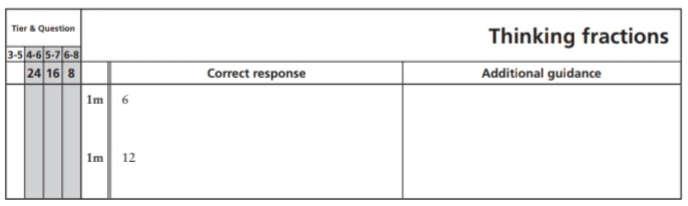 Tier & Question
Thinking fractions
3-5 4-6 5-7 6-8
24 16 8
Correct response
Additional guidance
1m 6
1m 12